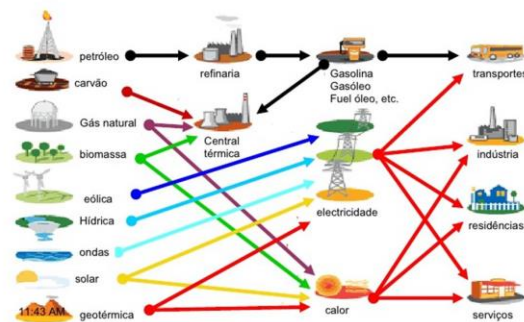 petróleo
refinaria
Gasolina
Gasóleo
Fuel óleo, etc.
transportes
carvão
Gás natural
Central
térmica
indústria
biomassa
eólica
electricidade
residências
Hídrica
ondas
solar
calor
serviços
11:43 AM
geotérmica